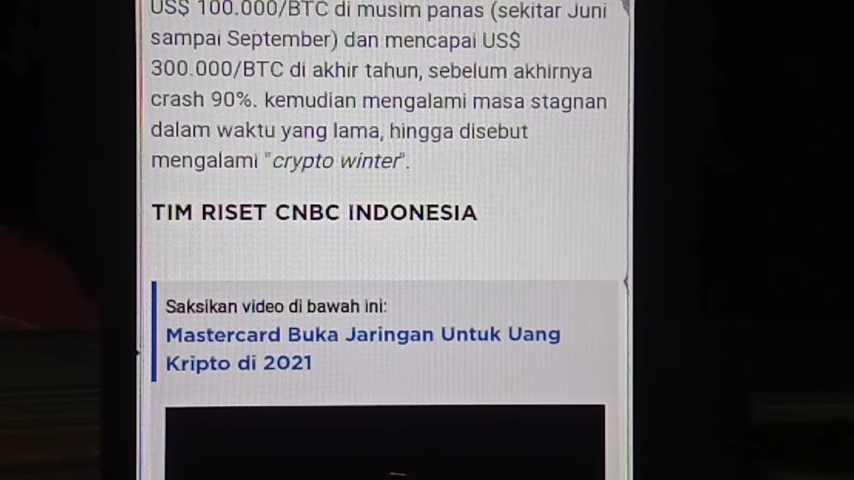 US$ 100.000/BTC di musim panas (sekitar Juni
sampai September) dan mencapai US$
300.000/BTC di akhir tahun, sebelum akhirnya
crash 90%. kemudian mengalami masa stagnan
dalam waktu yang lama, hingga disebut
mengalami "crypto winter".
TIM RISET CNBC INDONESIA
Saksikan video di bawah ini:
Mastercard Buka Jaringan Untuk Uang
Kripto di 2021